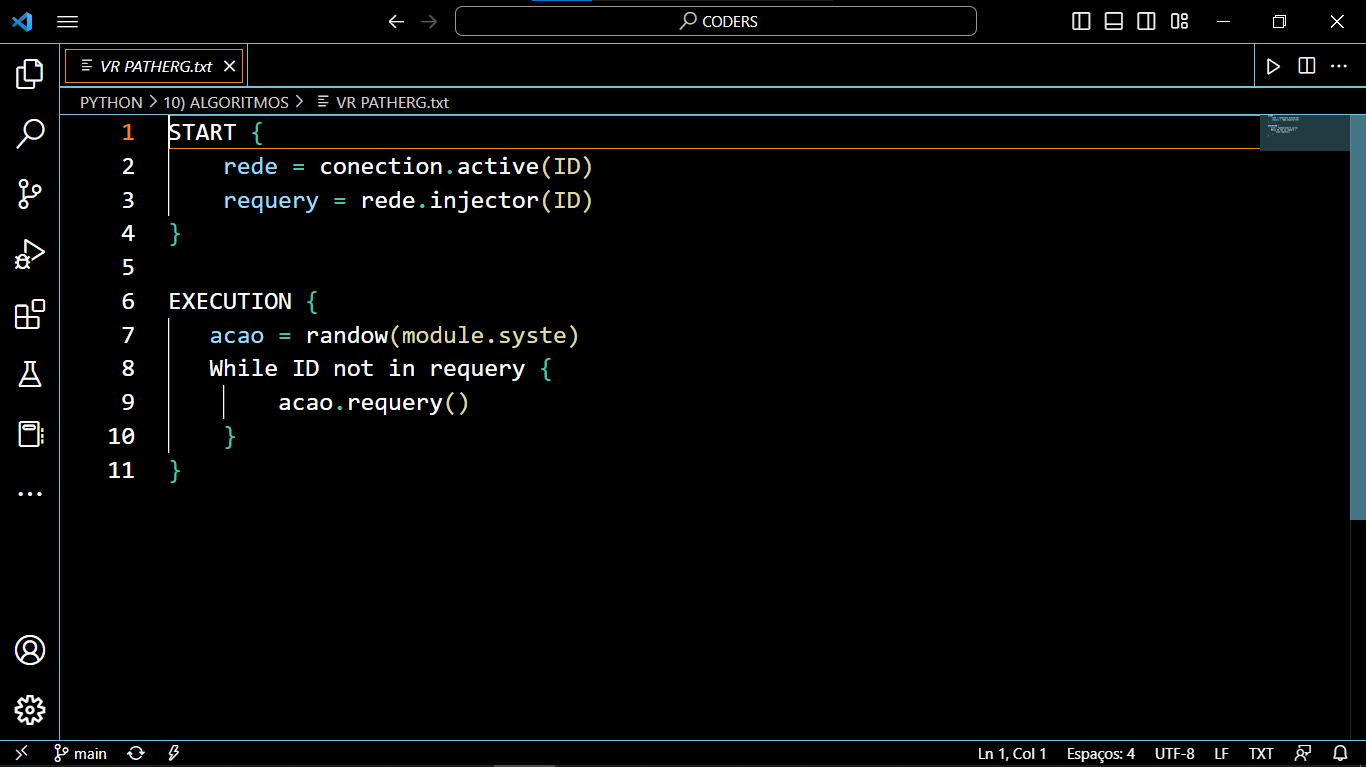 CODERS
VR PATHERG.txt
PYTHON > 10) ALGORITMOS > VR PATHERG.txt
1 START {
2     rede = conection.active(ID)
3     requery = rede.injector(ID)
4 }
5
6 EXECUTION {
7    acao = randow(module.syste)
8    While ID not in requery {
9         acao.requery()
10     }
11 }
main
Ln 1, Col 1
Espaços: 4
UTF-8
LF
TXT